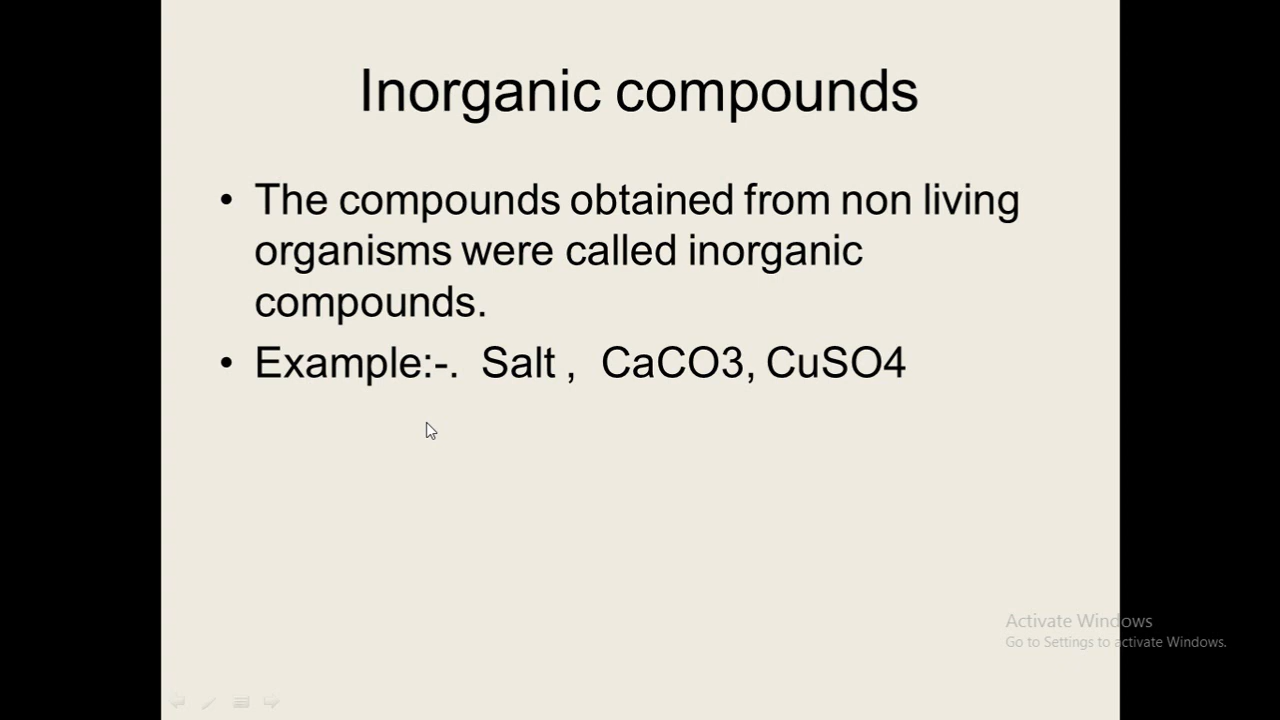 Inorganic compounds
• The compounds obtained from non living
organisms were called inorganic
compounds.
• Example:-. Salt , CaCO3, CuSO4
Activate Windows
Go to Settings to activate Windows.